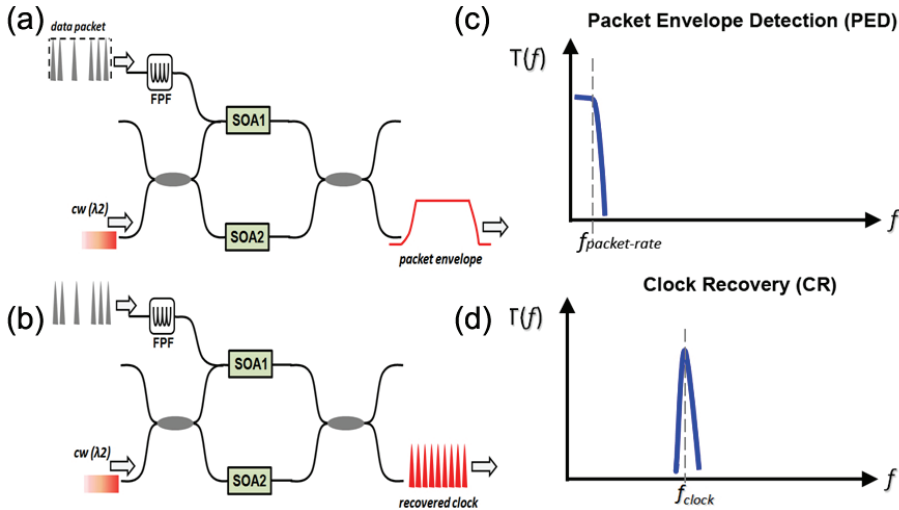 (a)
data packet
FPF
SOA1
cw (λ2)
SOA2
packet envelope
(c)
Packet Envelope Detection (PED)
T(f)
fpacket-rate
f
(b)
FPF
SOA1
cw (λ2)
SOA2
recovered clock
(d)
Clock Recovery (CR)
T(f)
fclock
f